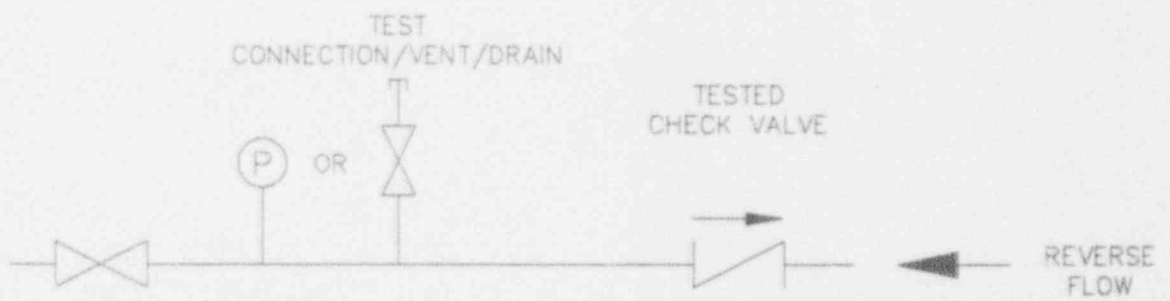 TEST
CONNECTION/VENT/DRAIN
P OR
TESTED
CHECK VALVE
REVERSE
FLOW